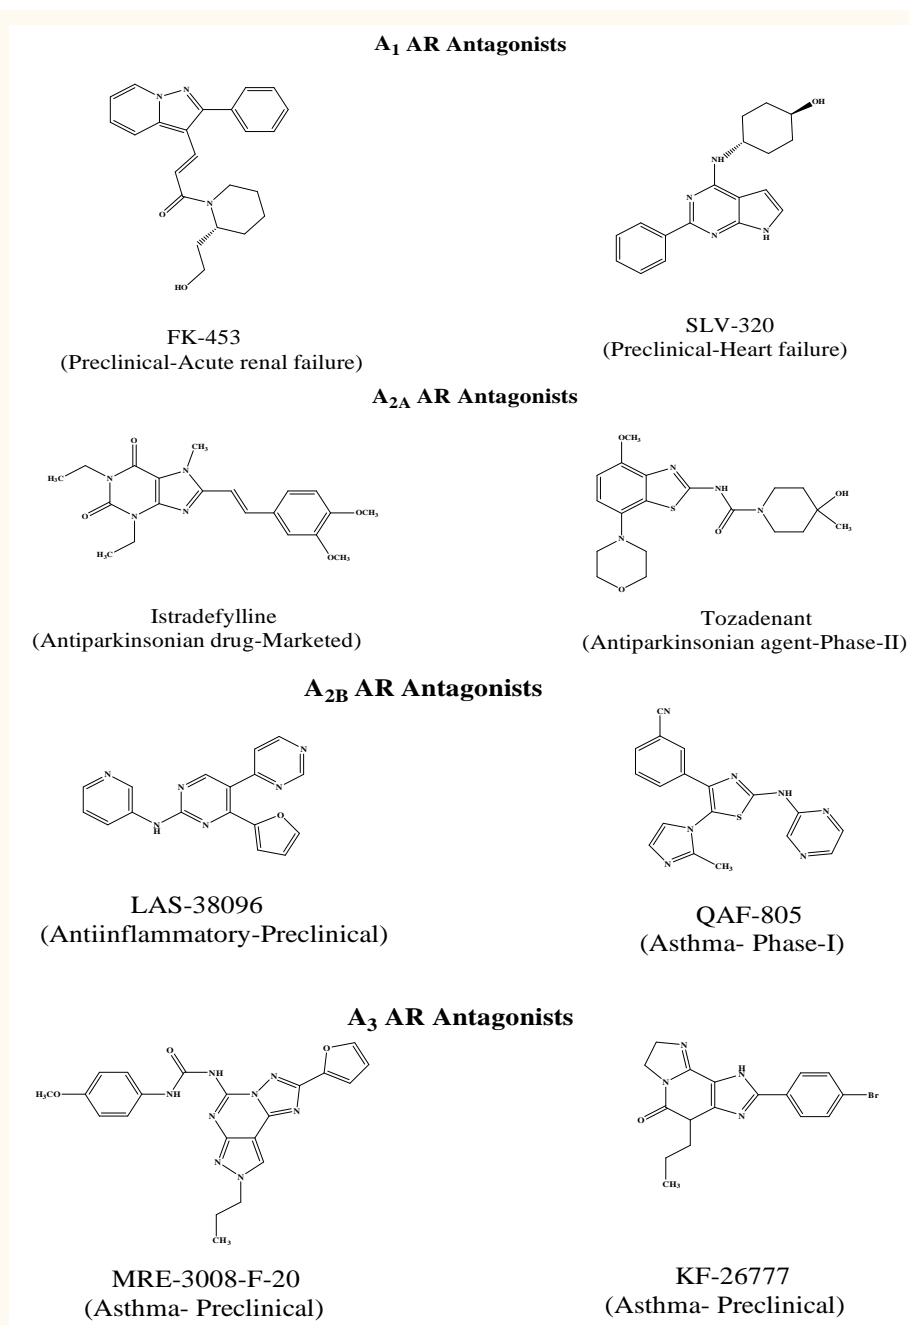 A1 AR Antagonists
N
N
O
N
HO
FK-453
(Preclinical-Acute renal failure)
OH
NH
N
N
N
H
SLV-320
(Preclinical-Heart failure)
A2A AR Antagonists
O
CH3
H3C
N
N
O
N
N
H3C
OCH3
OCH3
Istradefylline
(Antiparkinsonian drug-Marketed)
OCH3
N
NH
S
O
N
OH
CH3
N
O
Tozadenant
(Antiparkinsonian agent-Phase-II)
A2B AR Antagonists
N
N
H
N
N
N
N
O
LAS-38096
(Antiinflammatory-Preclinical)
CN
N
NH
S
N
N
N
N
CH3
QAF-805
(Asthma- Phase-I)
A3 AR Antagonists
O
H3CO
NH
NH
N
N
N
N
O
N
N
CH3
MRE-3008-F-20
(Asthma- Preclinical)
N
N
O
H
N
N
Br
CH3
KF-26777
(Asthma- Preclinical)